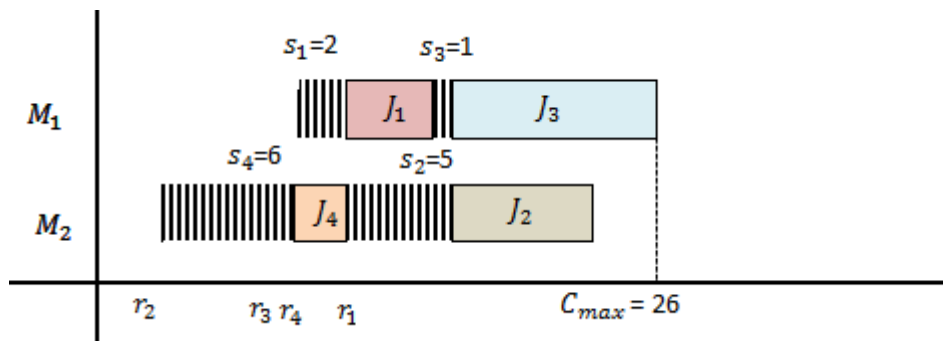 s₁=2 s₃=1
M₁ J₁ J₃
s₄=6 s₂=5
M₂ J₄ J₂
r₂ r₃ r₄ r₁ C_max = 26